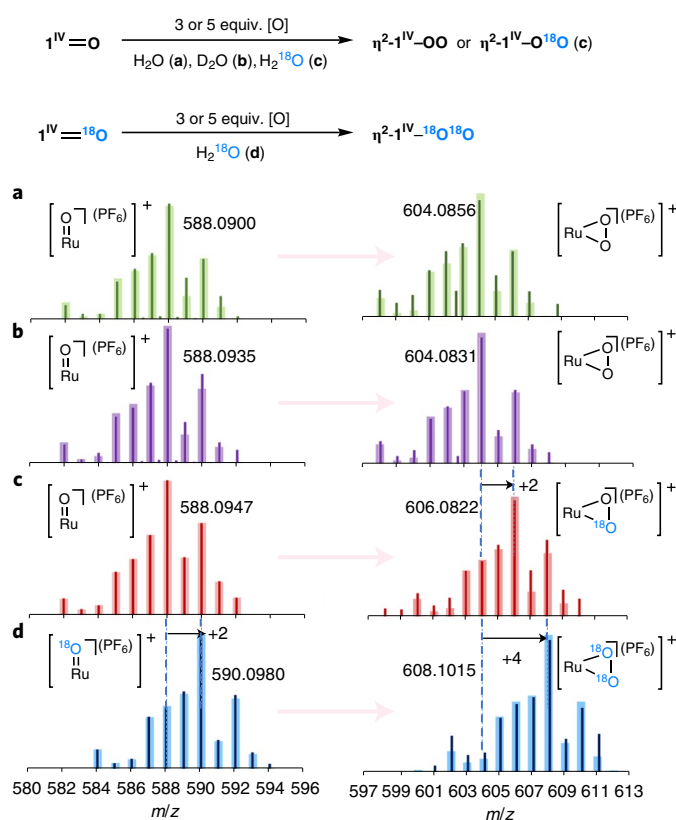 1ᴵⱽ=O 3 or 5 equiv. [O] η²-1ᴵⱽ–OO or η²-1ᴵⱽ–O¹⁸O (c)
H₂O (a), D₂O (b), H₂¹⁸O (c)
1ᴵⱽ=¹⁸O 3 or 5 equiv. [O] η²-1ᴵⱽ–¹⁸O¹⁸O
H₂¹⁸O (d)
a
O (PF₆) +
Ru
588.0900
604.0856
Ru O O (PF₆) +
b
O (PF₆) +
Ru
588.0935
604.0831
Ru O O (PF₆) +
c
O (PF₆) +
Ru
588.0947
+2
606.0822
Ru O ¹⁸O (PF₆) +
d
¹⁸O (PF₆) +
Ru
+2
590.0980
+4
608.1015
Ru ¹⁸O ¹⁸O (PF₆) +
580 582 584 586 588 590 592 594 596
m/z
597 599 601 603 605 607 609 611 613
m/z